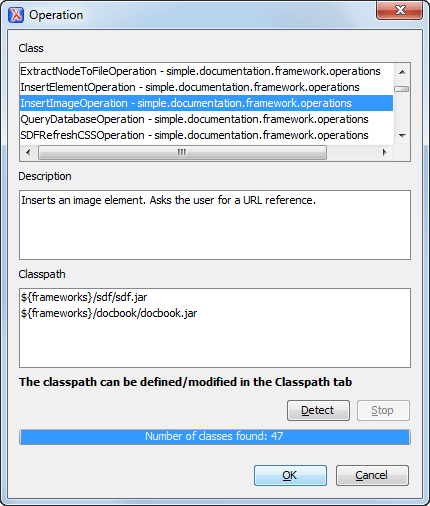 Operation
Class
ExtractNodeToFileOperation - simple.documentation.framework.operations
InsertElementOperation - simple.documentation.framework.operations
InsertImageOperation - simple.documentation.framework.operations
QueryDatabaseOperation - simple.documentation.framework.operations
SDFRefreshCSSOperation - simple.documentation.framework.operations
Description
Inserts an image element. Asks the user for a URL reference.
Classpath
${frameworks}/sdf/sdf.jar
${frameworks}/docbook/docbook.jar
The classpath can be defined/modified in the Classpath tab
Detect Stop
Number of classes found: 47
OK Cancel